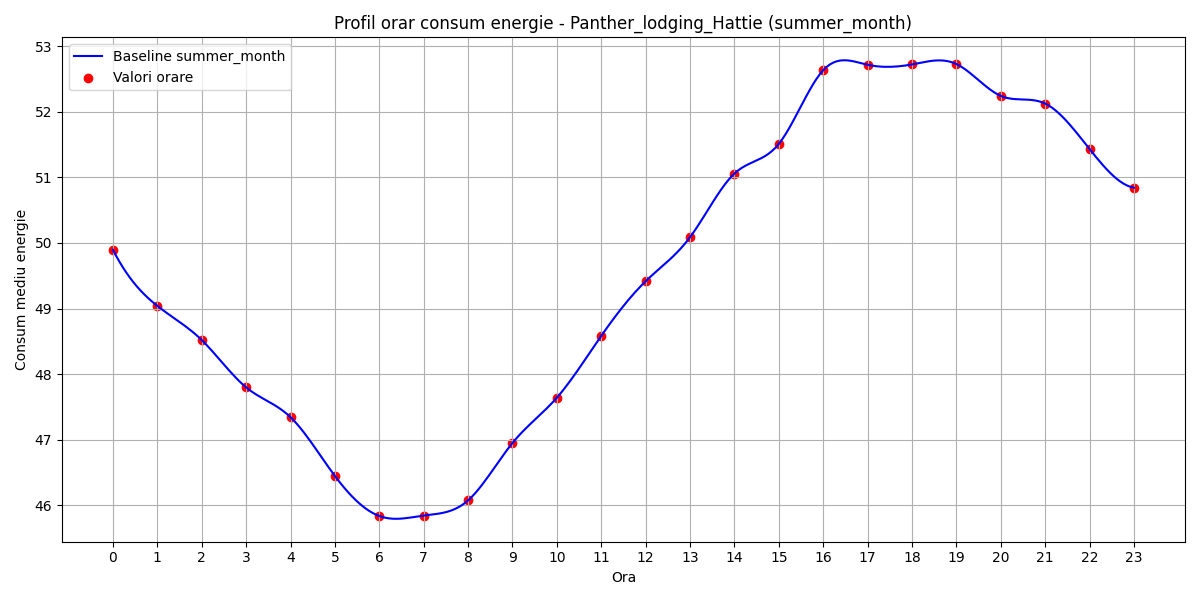 Profil orar consum energie - Panther_lodging_Hattie (summer_month)
Baseline summer_month
Valori orare
Consum mediu energie
53
52
51
50
49
48
47
46
0 1 2 3 4 5 6 7 8 9 10 11 12 13 14 15 16 17 18 19 20 21 22 23
Ora